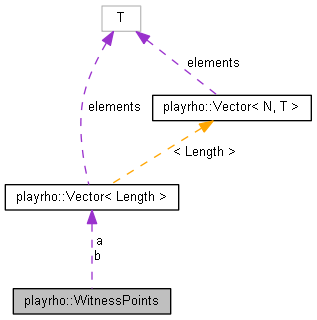 T
elements
playrho::Vector< N, T >
elements
< Length >
playrho::Vector< Length >
a
b
playrho::WitnessPoints